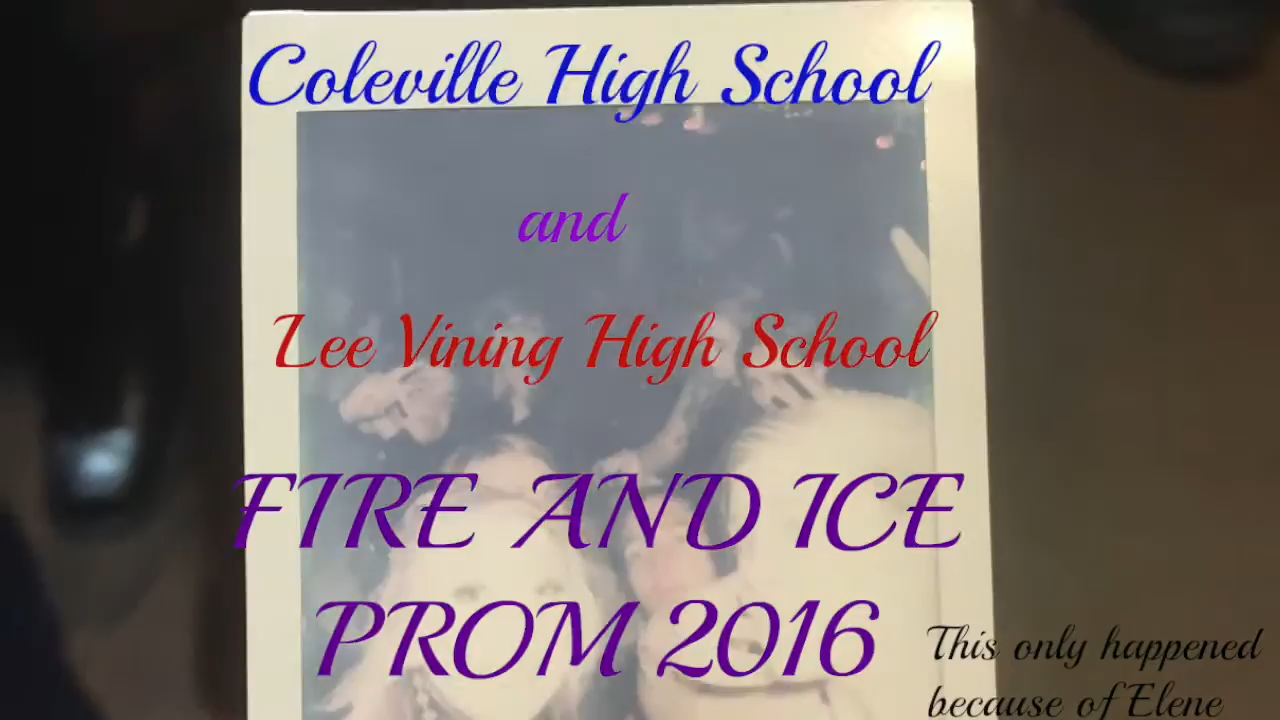 Coleville High School
and
Lee Vining High School
FIRE AND ICE
PROM 2016
This only happened
because of Elene